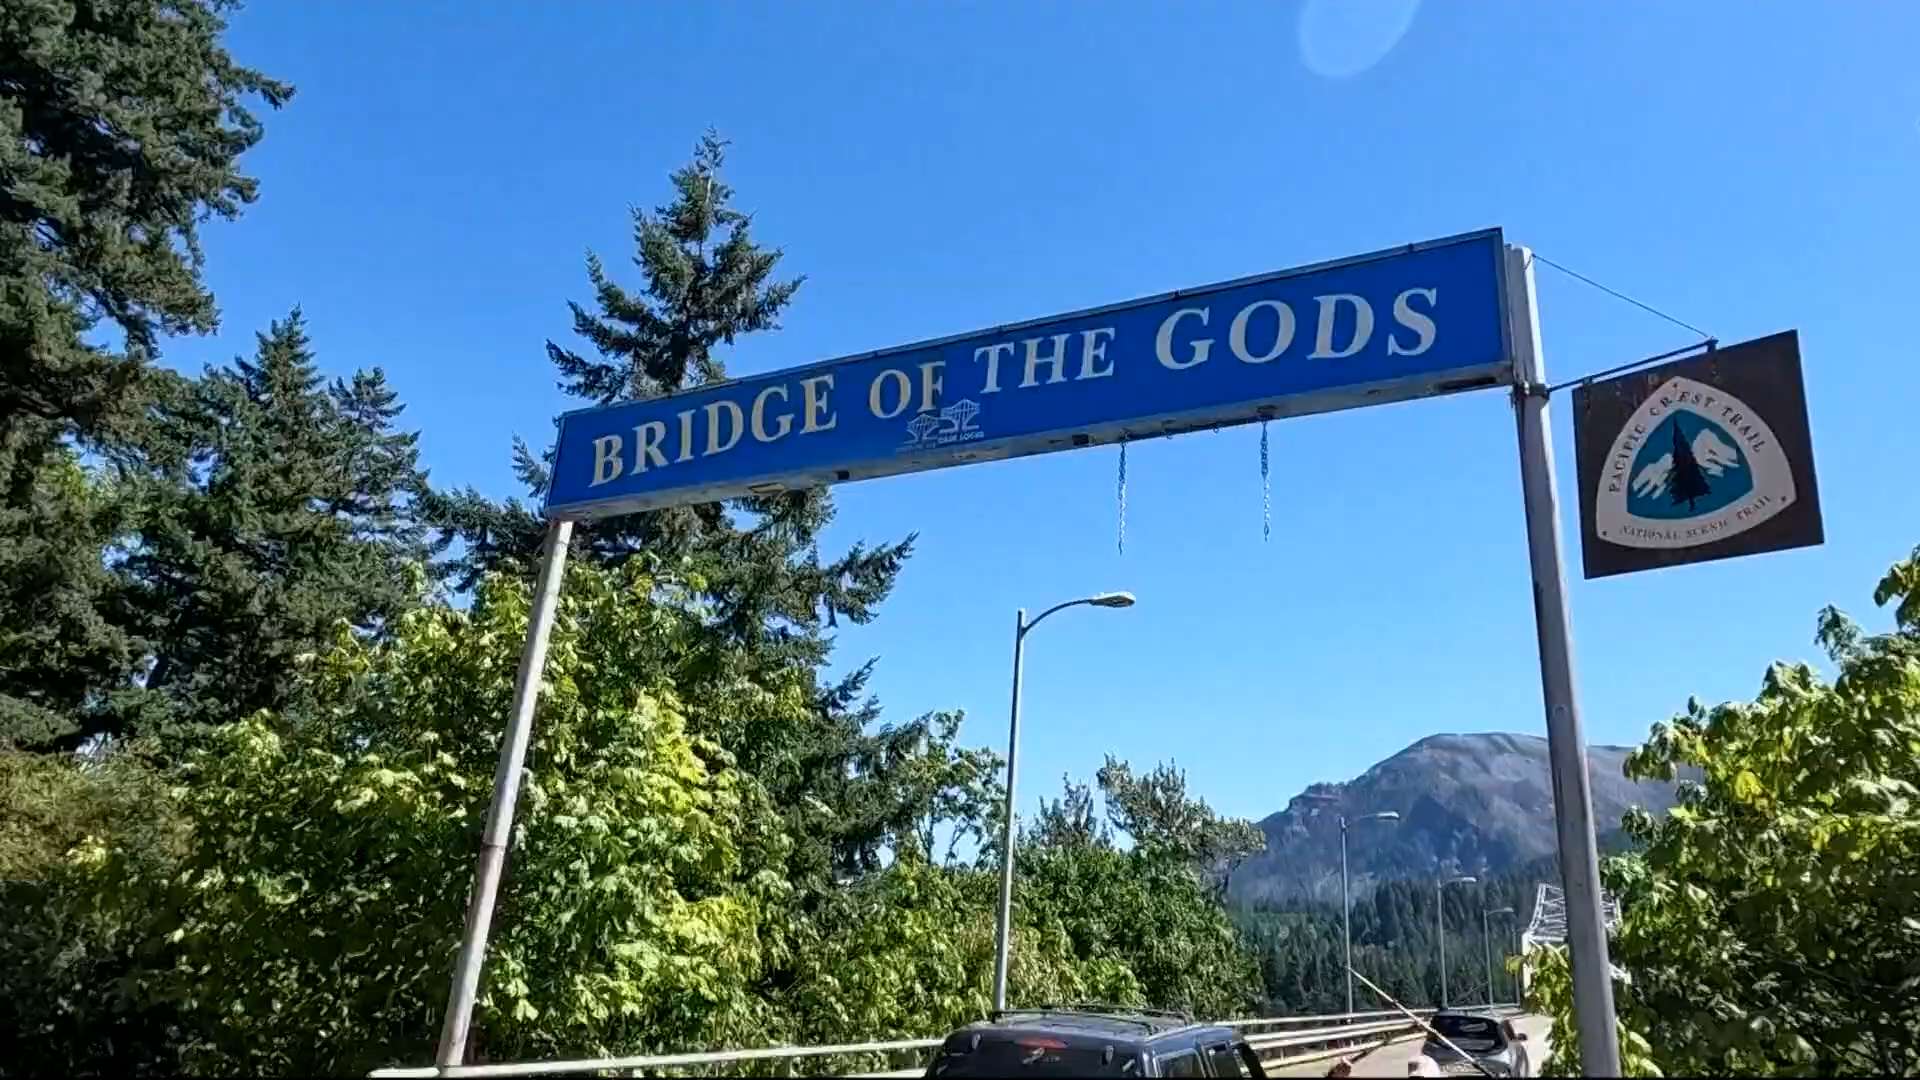 BRIDGE OF THE GODS
PACIFIC CREST TRAIL
NATIONAL SCENIC TRAIL